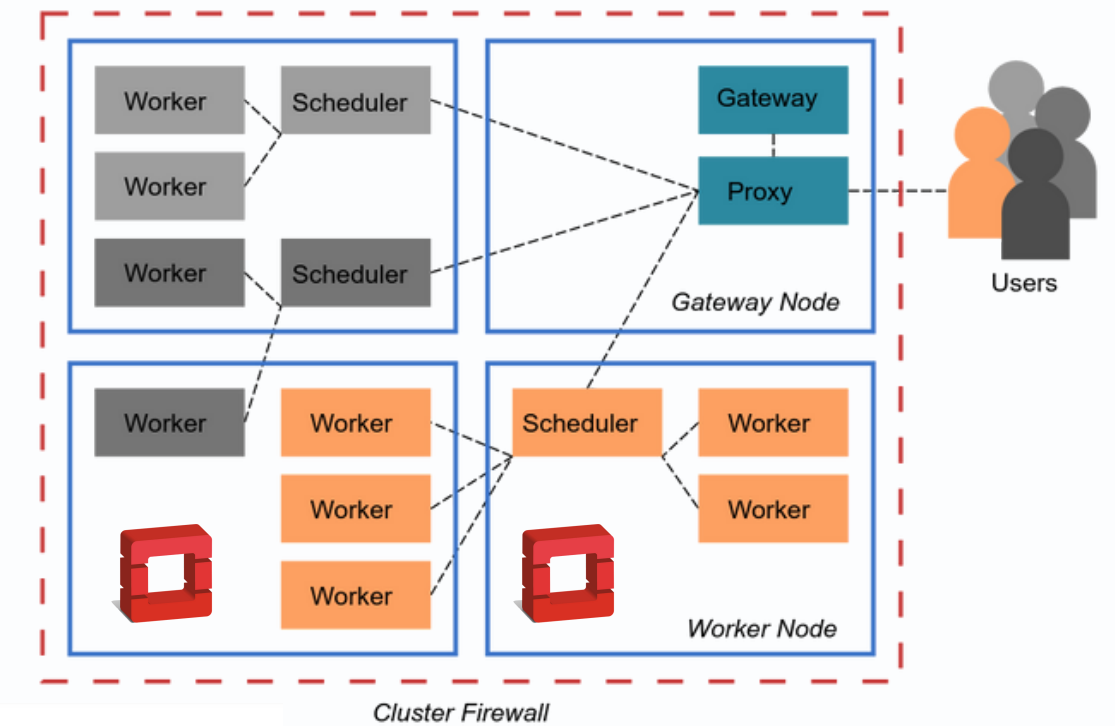 Worker
Scheduler
Worker
Worker
Scheduler
Gateway
Proxy
Gateway Node
Users
Worker
Worker
Worker
Worker
Scheduler
Worker
Worker
Worker Node
Cluster Firewall